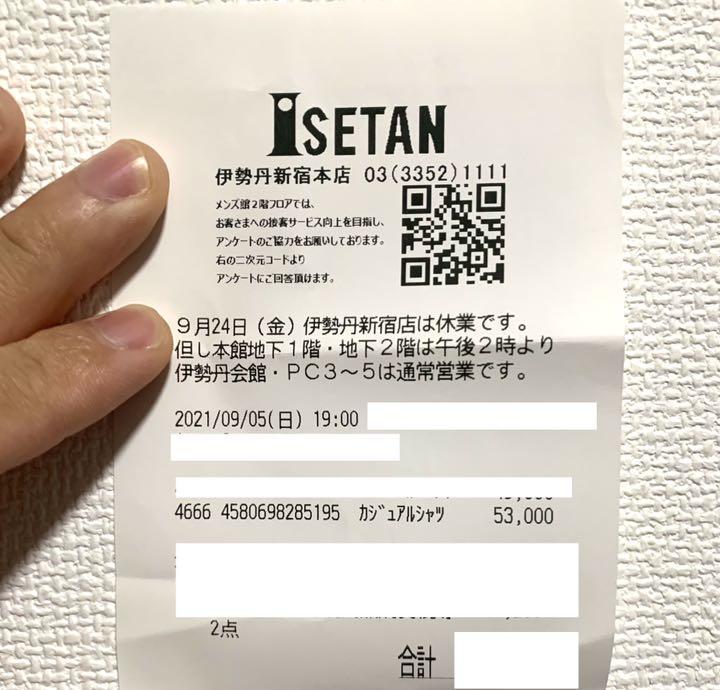 ISETAN
伊勢丹新宿本店 03(3352)1111
メンズ館2階フロアでは、
お客さまへの接客サービス向上を目指し、
アンケートのご協力をお願いしております。
右の二次元コードより
アンケートにご回答頂けます。
9月24日（金）伊勢丹新宿店は休業です。
但し本館地下1階・地下2階は午後2時より
伊勢丹会館・PC3～5は通常営業です。
2021/09/05(日) 19:00
4666 4580698285195 ｶｼﾞｭｱﾙｼｬﾂ 53,000
2点
合計